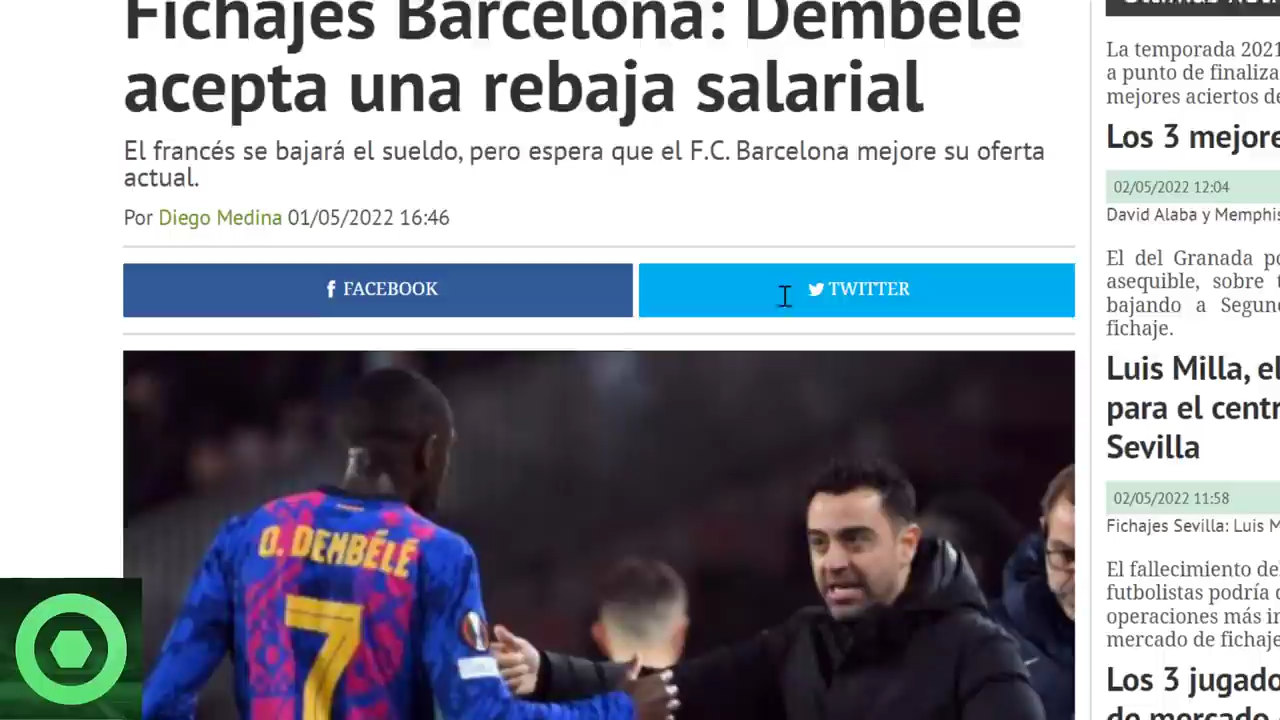 Fichajes Barcelona: Dembélé
acepta una rebaja salarial
El francés se bajará el sueldo, pero espera que el F.C. Barcelona mejore su oferta
actual.
Por Diego Medina 01/05/2022 16:46
FACEBOOK
TWITTER
O. DEMBÉLÉ
7
La temporada 2021
a punto de finaliza
mejores aciertos de
Los 3 mejore
02/05/2022 12:04
David Alaba y Memphis
El del Granada po
asequible, sobre t
bajando a Segun
fichaje.
Luis Milla, el
para el centr
Sevilla
02/05/2022 11:58
Fichajes Sevilla: Luis M
El fallecimiento de
futbolistas podría c
operaciones más in
mercado de fichaje
Los 3 jugado
de mercado